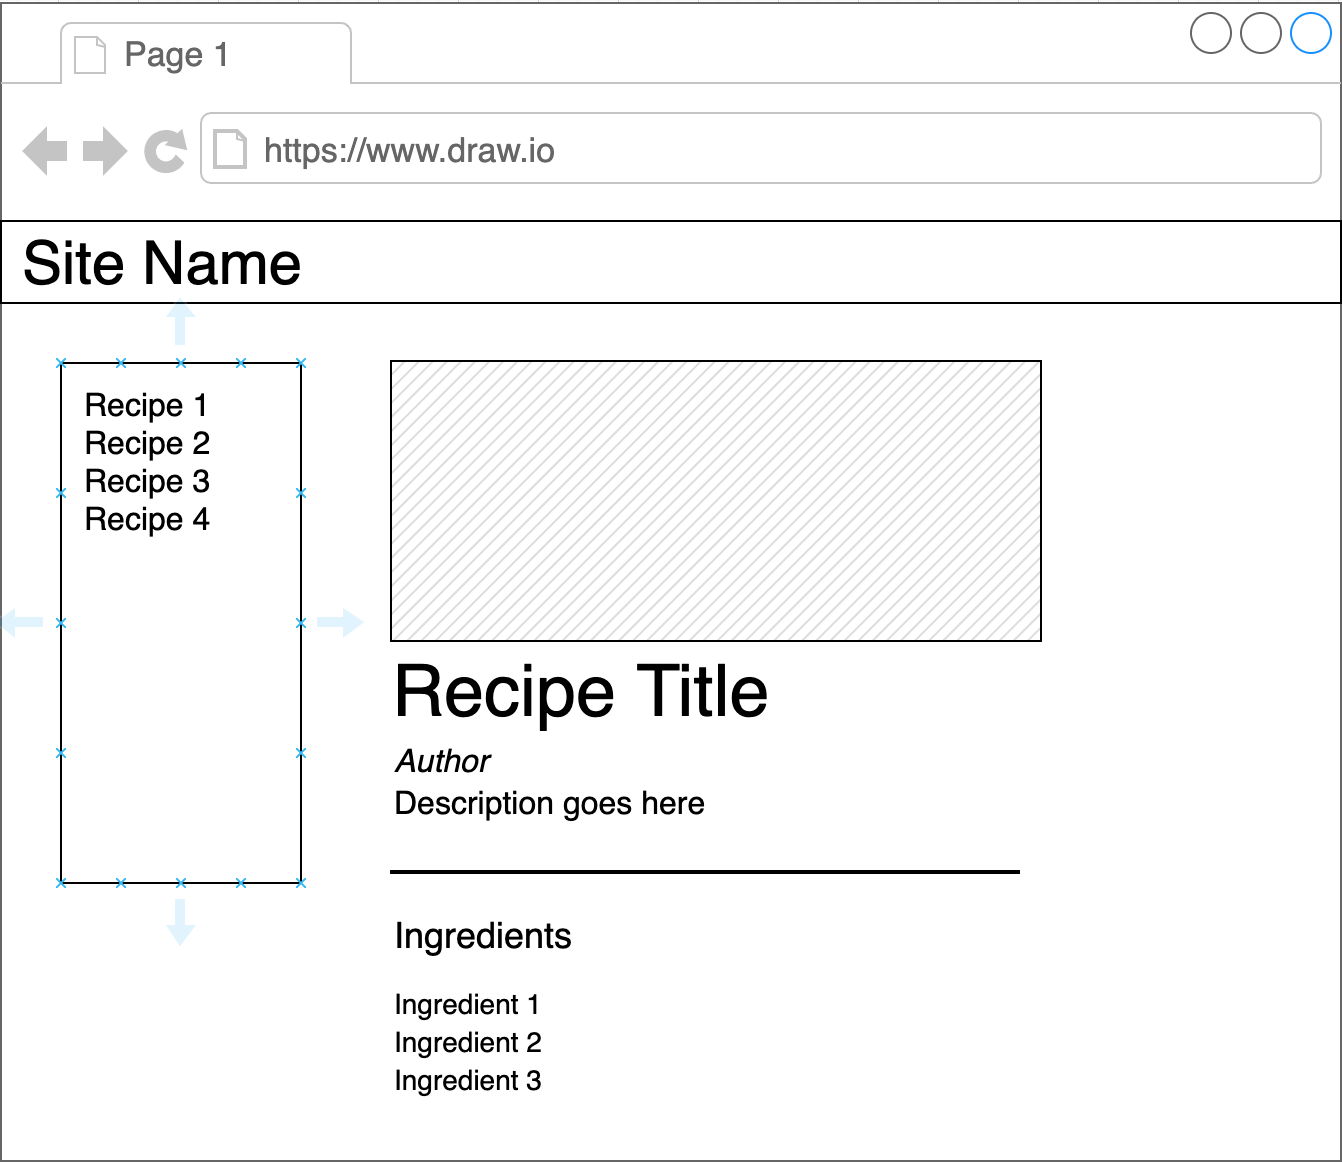 Page 1
https://www.draw.io
Site Name
Recipe 1
Recipe 2
Recipe 3
Recipe 4
Recipe Title
Author
Description goes here
Ingredients
Ingredient 1
Ingredient 2
Ingredient 3